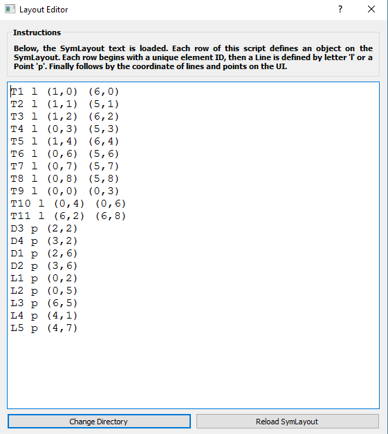 Layout Editor
Instructions
Below, the SymLayout text is loaded. Each row of this script defines an object on the
SymLayout. Each row begins with a unique element ID, then a Line is defined by letter 'l' or a
Point 'p'. Finally follows by the coordinate of lines and points on the UI.
T1 l (1,0) (6,0)
T2 l (1,1) (5,1)
T3 l (1,2) (6,2)
T4 l (0,3) (5,3)
T5 l (1,4) (6,4)
T6 l (0,6) (5,6)
T7 l (0,7) (5,7)
T8 l (0,8) (5,8)
T9 l (0,0) (0,3)
T10 l (0,4) (0,6)
T11 l (6,2) (6,8)
D3 p (2,2)
D4 p (3,2)
D1 p (2,6)
D2 p (3,6)
L1 p (0,2)
L2 p (0,5)
L3 p (6,5)
L4 p (4,1)
L5 p (4,7)
Change Directory
Reload SymLayout